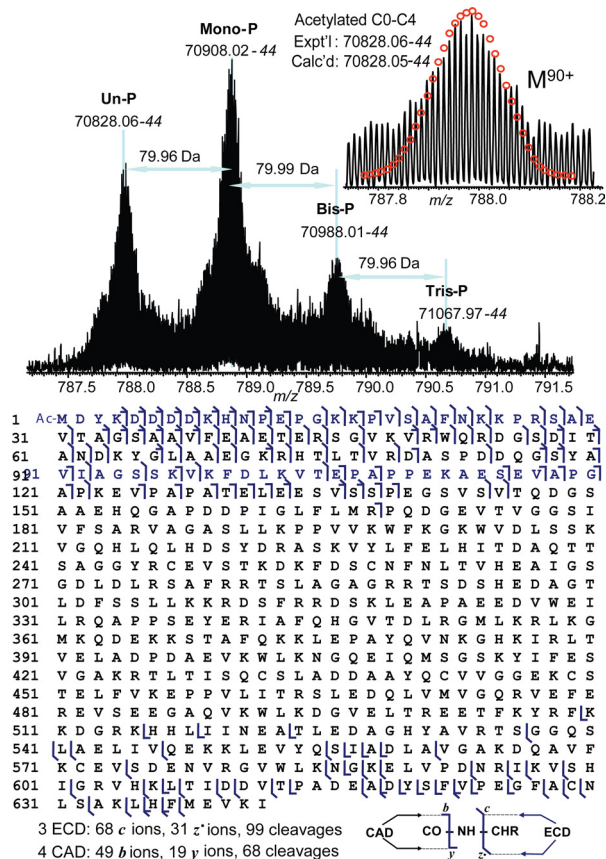 Mono-P
70908.02-44
Un-P
70828.06-44
79.96 Da
79.99 Da
Bis-P
70988.01-44
79.96 Da
Tris-P
71067.97-44
787.5 788.0 788.5 789.0 789.5 790.0 790.5 791.0 791.5
m/z
Acetylated C0-C4
Expt'l: 70828.06-44
Calc'd: 70828.05-44
M90+
787.8 788.0 788.2
m/z
1 Ac-M D Y K D D D D K H N P E P G K K P V S A F N K K P R S A E
31 V T A G S A A V F E A E T E R S G V K V R W Q R D G S D I T
61 A N D K Y G L A A E G K R H T L T V R D A S P D D Q G S Y A
91 V I A G S S K V K F D L K V T E P A P P E K A E S E V A P G
121 A P K E V P A P A T E L E E S V S S P E G S V S V T Q D G S
151 A A E H Q G A P D D P I G L F L M R P Q D G E V T V G G S I
181 V F S A R V A G A S L L K P P V V K W F K G K W V D L S S K
211 V G Q H L Q L H D S Y D R A S K V Y L F E L H I T D A Q T T
241 S A G G Y R C E V S T K D K F D S C N F N L T V H E A I G S
271 G D L D L R S A F R R T S L A G A G R R T S D S H E D A G T
301 L D F S S L L K K R D S F R R D S K L E A P A E E D V W E I
331 L R Q A P P S E Y E R I A F Q H G V T D L R G M L K R L K G
361 M K Q D E K K S T A F Q K K L E P A Y Q V N K G H K I R L T
391 V E L A D P D A E V K W L K N G Q E I Q M S G S K Y I F E S
421 V G A K R T L T I S Q C S L A D D A A Y Q C V V G G E K C S
451 T E L F V K E P P V L I T R S L E D Q L V M V G Q R V E F E
481 R E V S E E G A Q V K W L K D G V E L T R E E T F K Y R F K
511 K D G R K H H L I I N E A T L E D A G H Y A V R T S G G Q S
541 L A E L I V Q E K K L E V Y Q S I A D L A V G A K D Q A V F
571 K C E V S D E N V R G V W L K N G K E L V P D N R I K V S H
601 I G R V H K L T I D D V T P A D E A D Y S F V P E G F A C N
631 L S A K L H F M E V K I
3 ECD: 68 c ions, 31 z• ions, 99 cleavages
4 CAD: 49 b ions, 19 y ions, 68 cleavages
b c
CAD CO NH CHR ECD
y z•